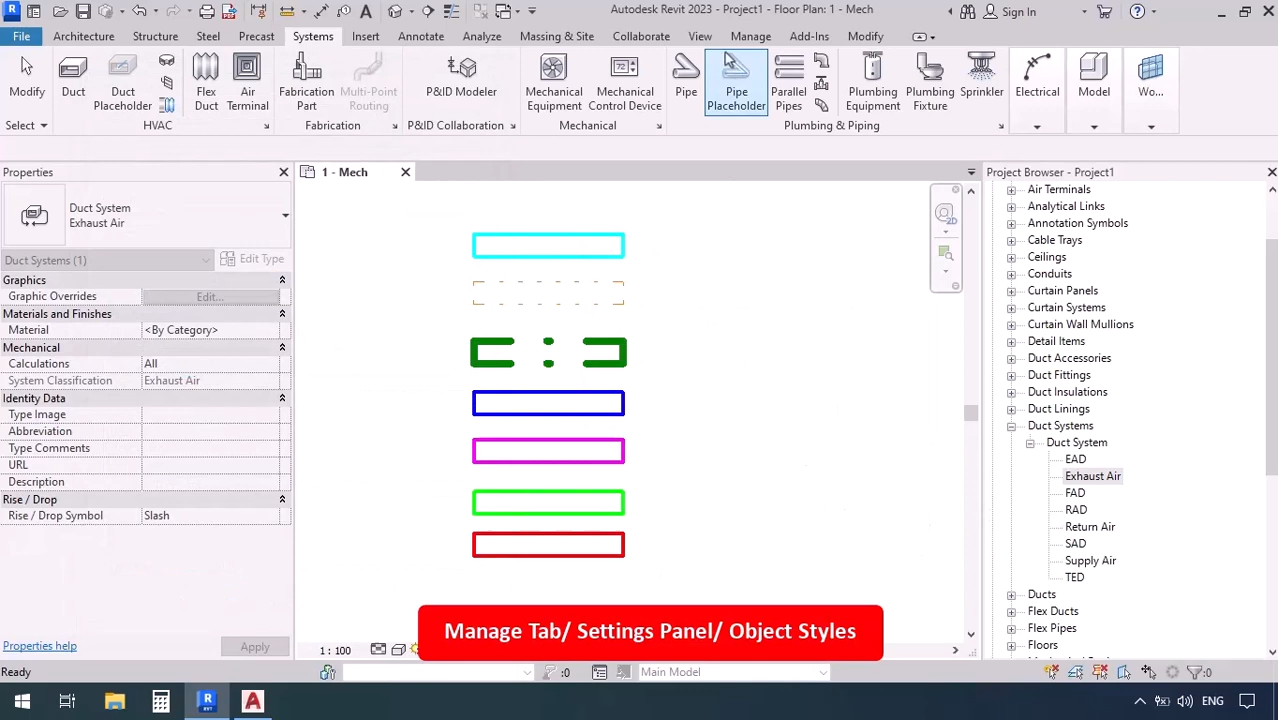 Autodesk Revit 2023 - Project1 - Floor Plan: 1 - Mech
Sign In
File Architecture Structure Steel Precast Systems Insert Annotate Analyze Massing & Site Collaborate View Manage Add-Ins Modify
Modify
Duct
Duct Placeholder
Flex Duct
Air Terminal
Fabrication Part
Multi-Point Routing
P&ID Modeler
Mechanical Equipment
Mechanical Control Device
Pipe
Pipe Placeholder
Parallel Pipes
Plumbing Equipment
Plumbing Fixture
Sprinkler
Electrical
Model
Wo...
Select
HVAC
Fabrication
P&ID Collaboration
Mechanical
Plumbing & Piping
Properties
Duct System
Exhaust Air
Duct Systems (1)
Edit Type
Graphics
Graphic Overrides Edit...
Materials and Finishes
Material <By Category>
Mechanical
Calculations All
System Classification Exhaust Air
Identity Data
Type Image
Abbreviation
Type Comments
URL
Description
Rise / Drop
Rise / Drop Symbol Slash
Properties help
Apply
1 - Mech
2D
Manage Tab/ Settings Panel/ Object Styles
1 : 100
Project Browser - Project1
Air Terminals
Analytical Links
Annotation Symbols
Cable Trays
Ceilings
Conduits
Curtain Panels
Curtain Systems
Curtain Wall Mullions
Detail Items
Duct Accessories
Duct Fittings
Duct Insulations
Duct Linings
Duct Systems
Duct System
EAD
Exhaust Air
FAD
RAD
Return Air
SAD
Supply Air
TED
Ducts
Flex Ducts
Flex Pipes
Floors
Ready
:0
Main Model
:0
ENG